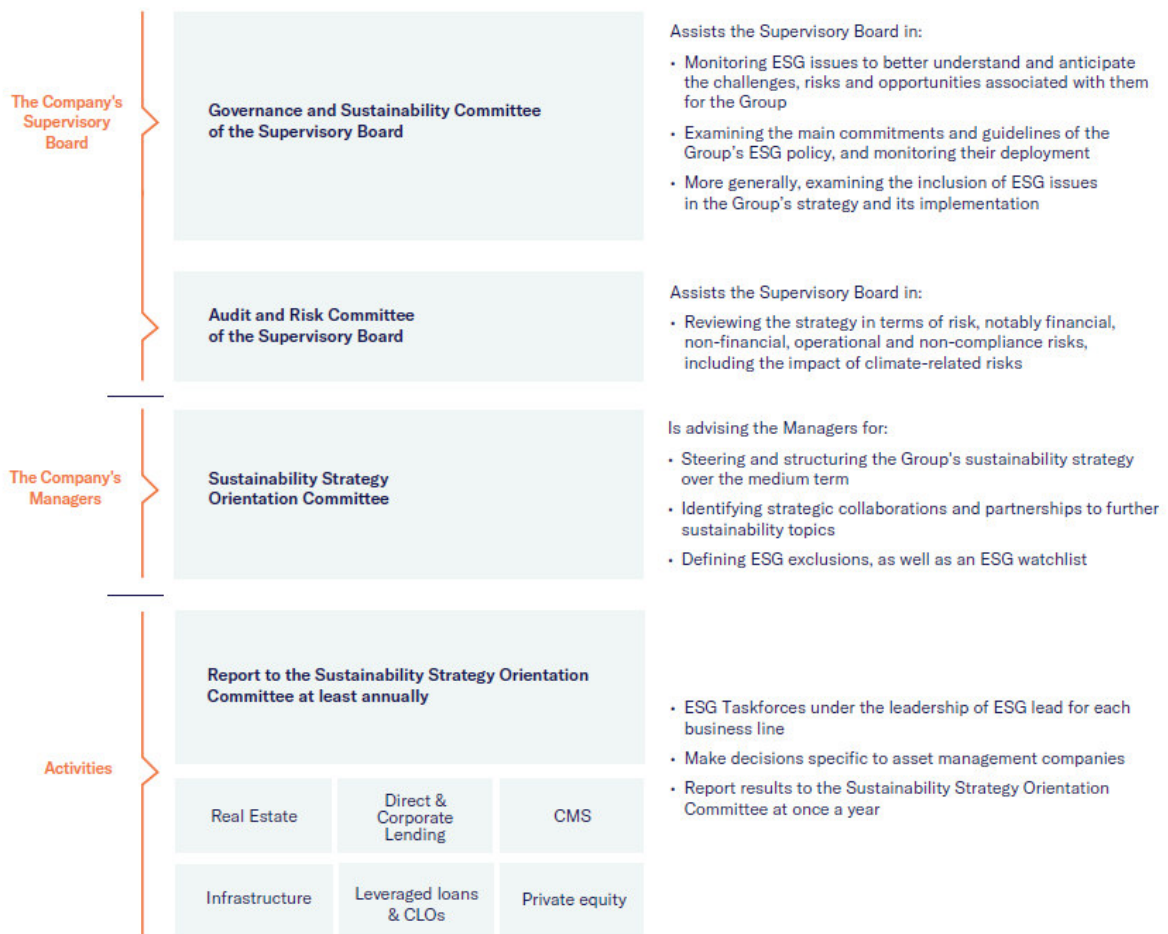 The Company's
Supervisory
Board
Governance and Sustainability Committee
of the Supervisory Board
Assists the Supervisory Board in:
• Monitoring ESG issues to better understand and anticipate
the challenges, risks and opportunities associated with them
for the Group
• Examining the main commitments and guidelines of the
Group's ESG policy, and monitoring their deployment
• More generally, examining the inclusion of ESG issues
in the Group's strategy and its implementation
Audit and Risk Committee
of the Supervisory Board
Assists the Supervisory Board in:
• Reviewing the strategy in terms of risk, notably financial,
non-financial, operational and non-compliance risks,
including the impact of climate-related risks
The Company's
Managers
Sustainability Strategy
Orientation Committee
Is advising the Managers for:
• Steering and structuring the Group's sustainability strategy
over the medium term
• Identifying strategic collaborations and partnerships to further
sustainability topics
• Defining ESG exclusions, as well as an ESG watchlist
Activities
Report to the Sustainability Strategy Orientation
Committee at least annually
Real Estate
Direct &
Corporate
Lending
CMS
Infrastructure
Leveraged loans
& CLOs
Private equity
• ESG Taskforces under the leadership of ESG lead for each
business line
• Make decisions specific to asset management companies
• Report results to the Sustainability Strategy Orientation
Committee at once a year